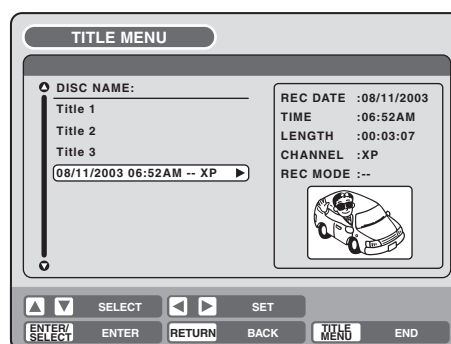 TITLE MENU
DISC NAME:
Title 1
Title 2
Title 3
08/11/2003 06:52AM -- XP
REC DATE :08/11/2003
TIME :06:52AM
LENGTH :00:03:07
CHANNEL :XP
REC MODE :--
SELECT SET
ENTER/SELECT ENTER RETURN BACK TITLE MENU END